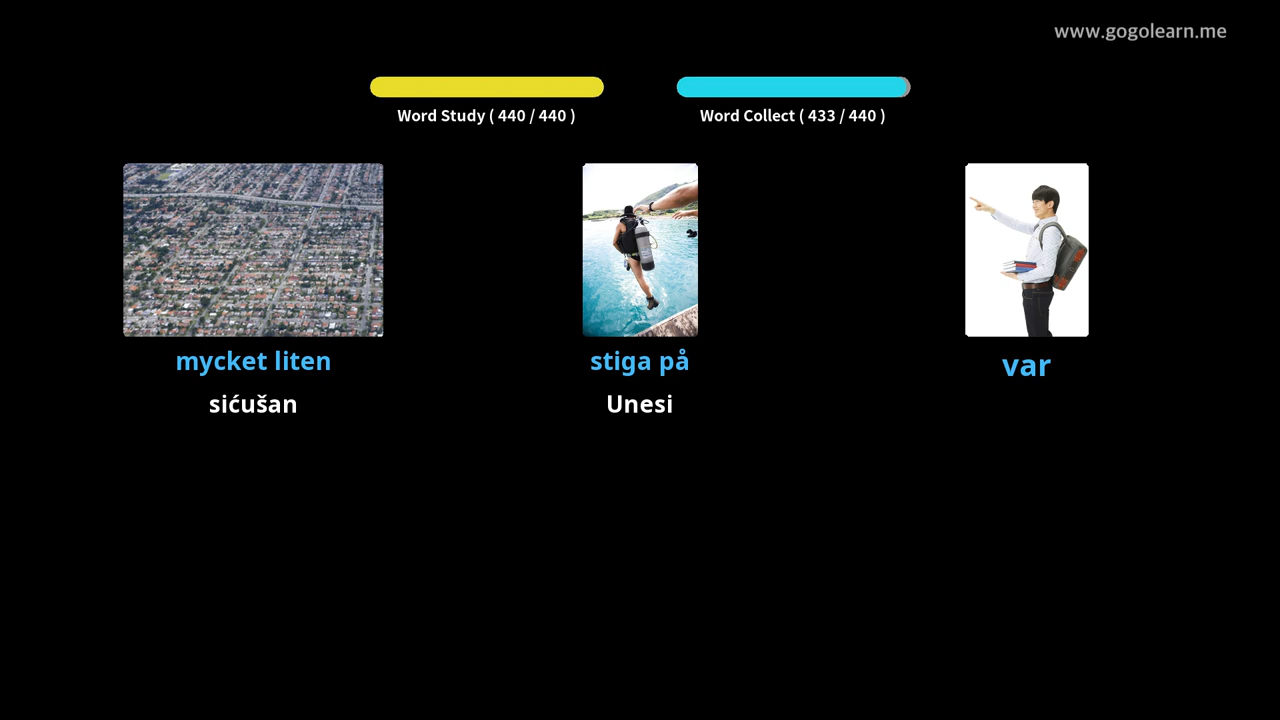 www.gogolearn.me
Word Study ( 440 / 440 )
Word Collect ( 433 / 440 )
mycket liten
stiga på
var
sićušan
Unesi